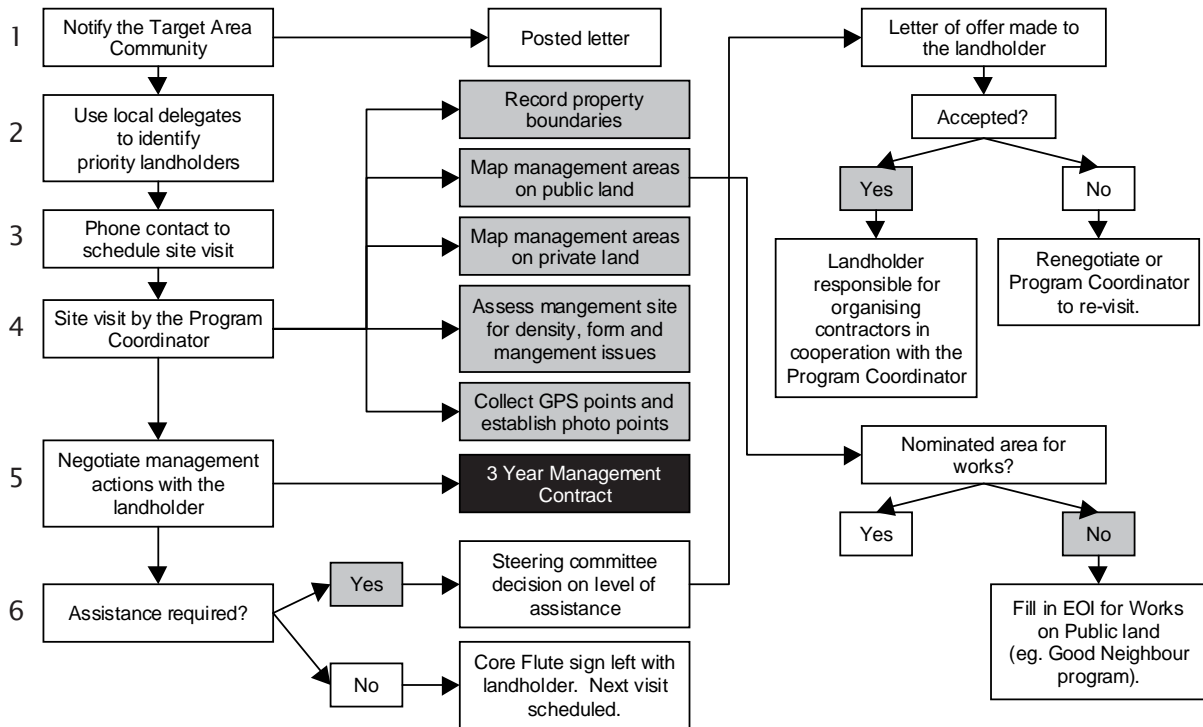 1
Notify the Target Area
Community
Posted letter
2
Use local delegates
to identify
priority landholders
3
Phone contact to
schedule site visit
4
Site visit by the Program
Coordinator
Record property
boundaries
Map management areas
on public land
Map management areas
on private land
Assess mangement site
for density, form and
mangement issues
Collect GPS points and
establish photo points
5
Negotiate management
actions with the
landholder
3 Year Management
Contract
6
Assistance required?
Yes
Steering committee
decision on level of
assistance
No
Core Flute sign left with
landholder. Next visit
scheduled.
Letter of offer made to
the landholder
Accepted?
Yes
No
Landholder
responsible for
organising
contractors in
cooperation with the
Program Coordinator
Renegotiate or
Program Coordinator
to re-visit.
Nominated area for
works?
Yes
No
Fill in EOI for Works
on Public land
(eg. Good Neighbour
program).